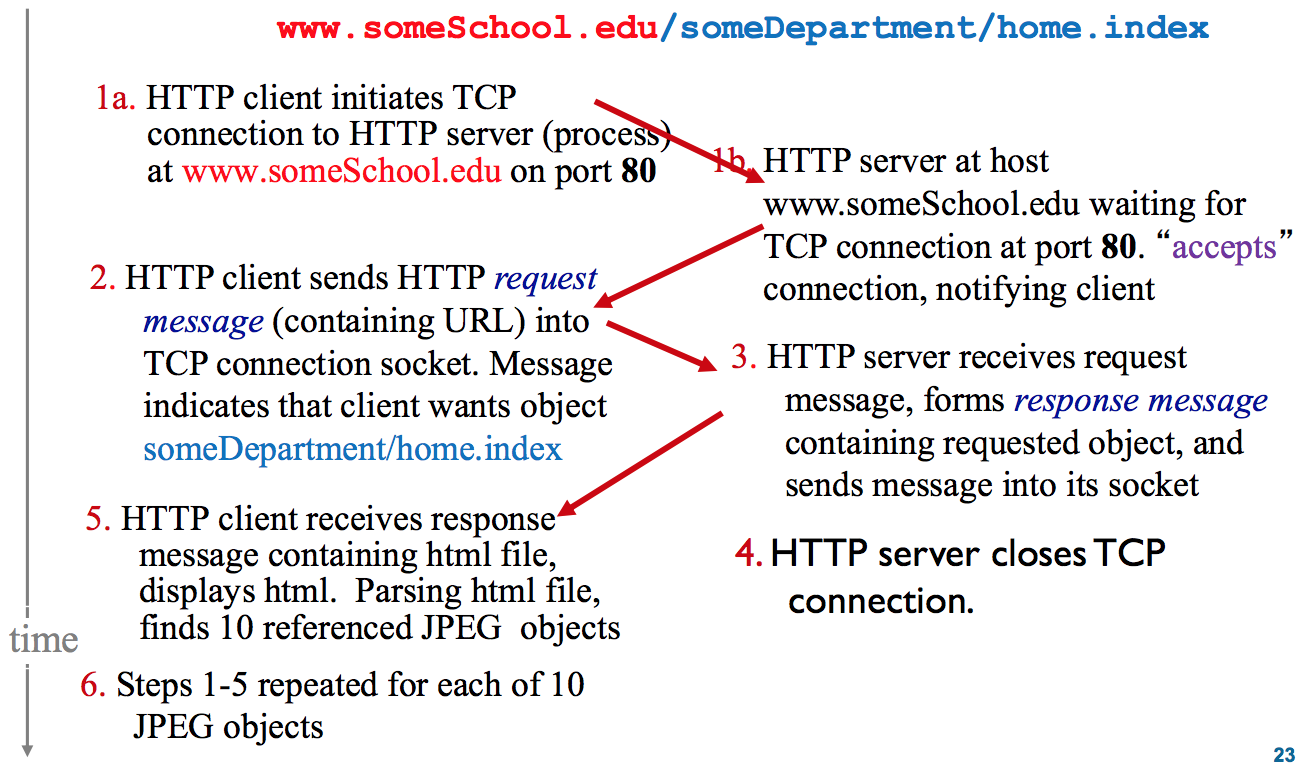 www.someSchool.edu/someDepartment/home.index
1a. HTTP client initiates TCP
connection to HTTP server (process)
at www.someSchool.edu on port 80
1b. HTTP server at host
www.someSchool.edu waiting for
TCP connection at port 80. “accepts”
connection, notifying client
2. HTTP client sends HTTP request
message (containing URL) into
TCP connection socket. Message
indicates that client wants object
someDepartment/home.index
3. HTTP server receives request
message, forms response message
containing requested object, and
sends message into its socket
4. HTTP server closes TCP
connection.
5. HTTP client receives response
message containing html file,
displays html. Parsing html file,
finds 10 referenced JPEG objects
time
6. Steps 1-5 repeated for each of 10
JPEG objects
23